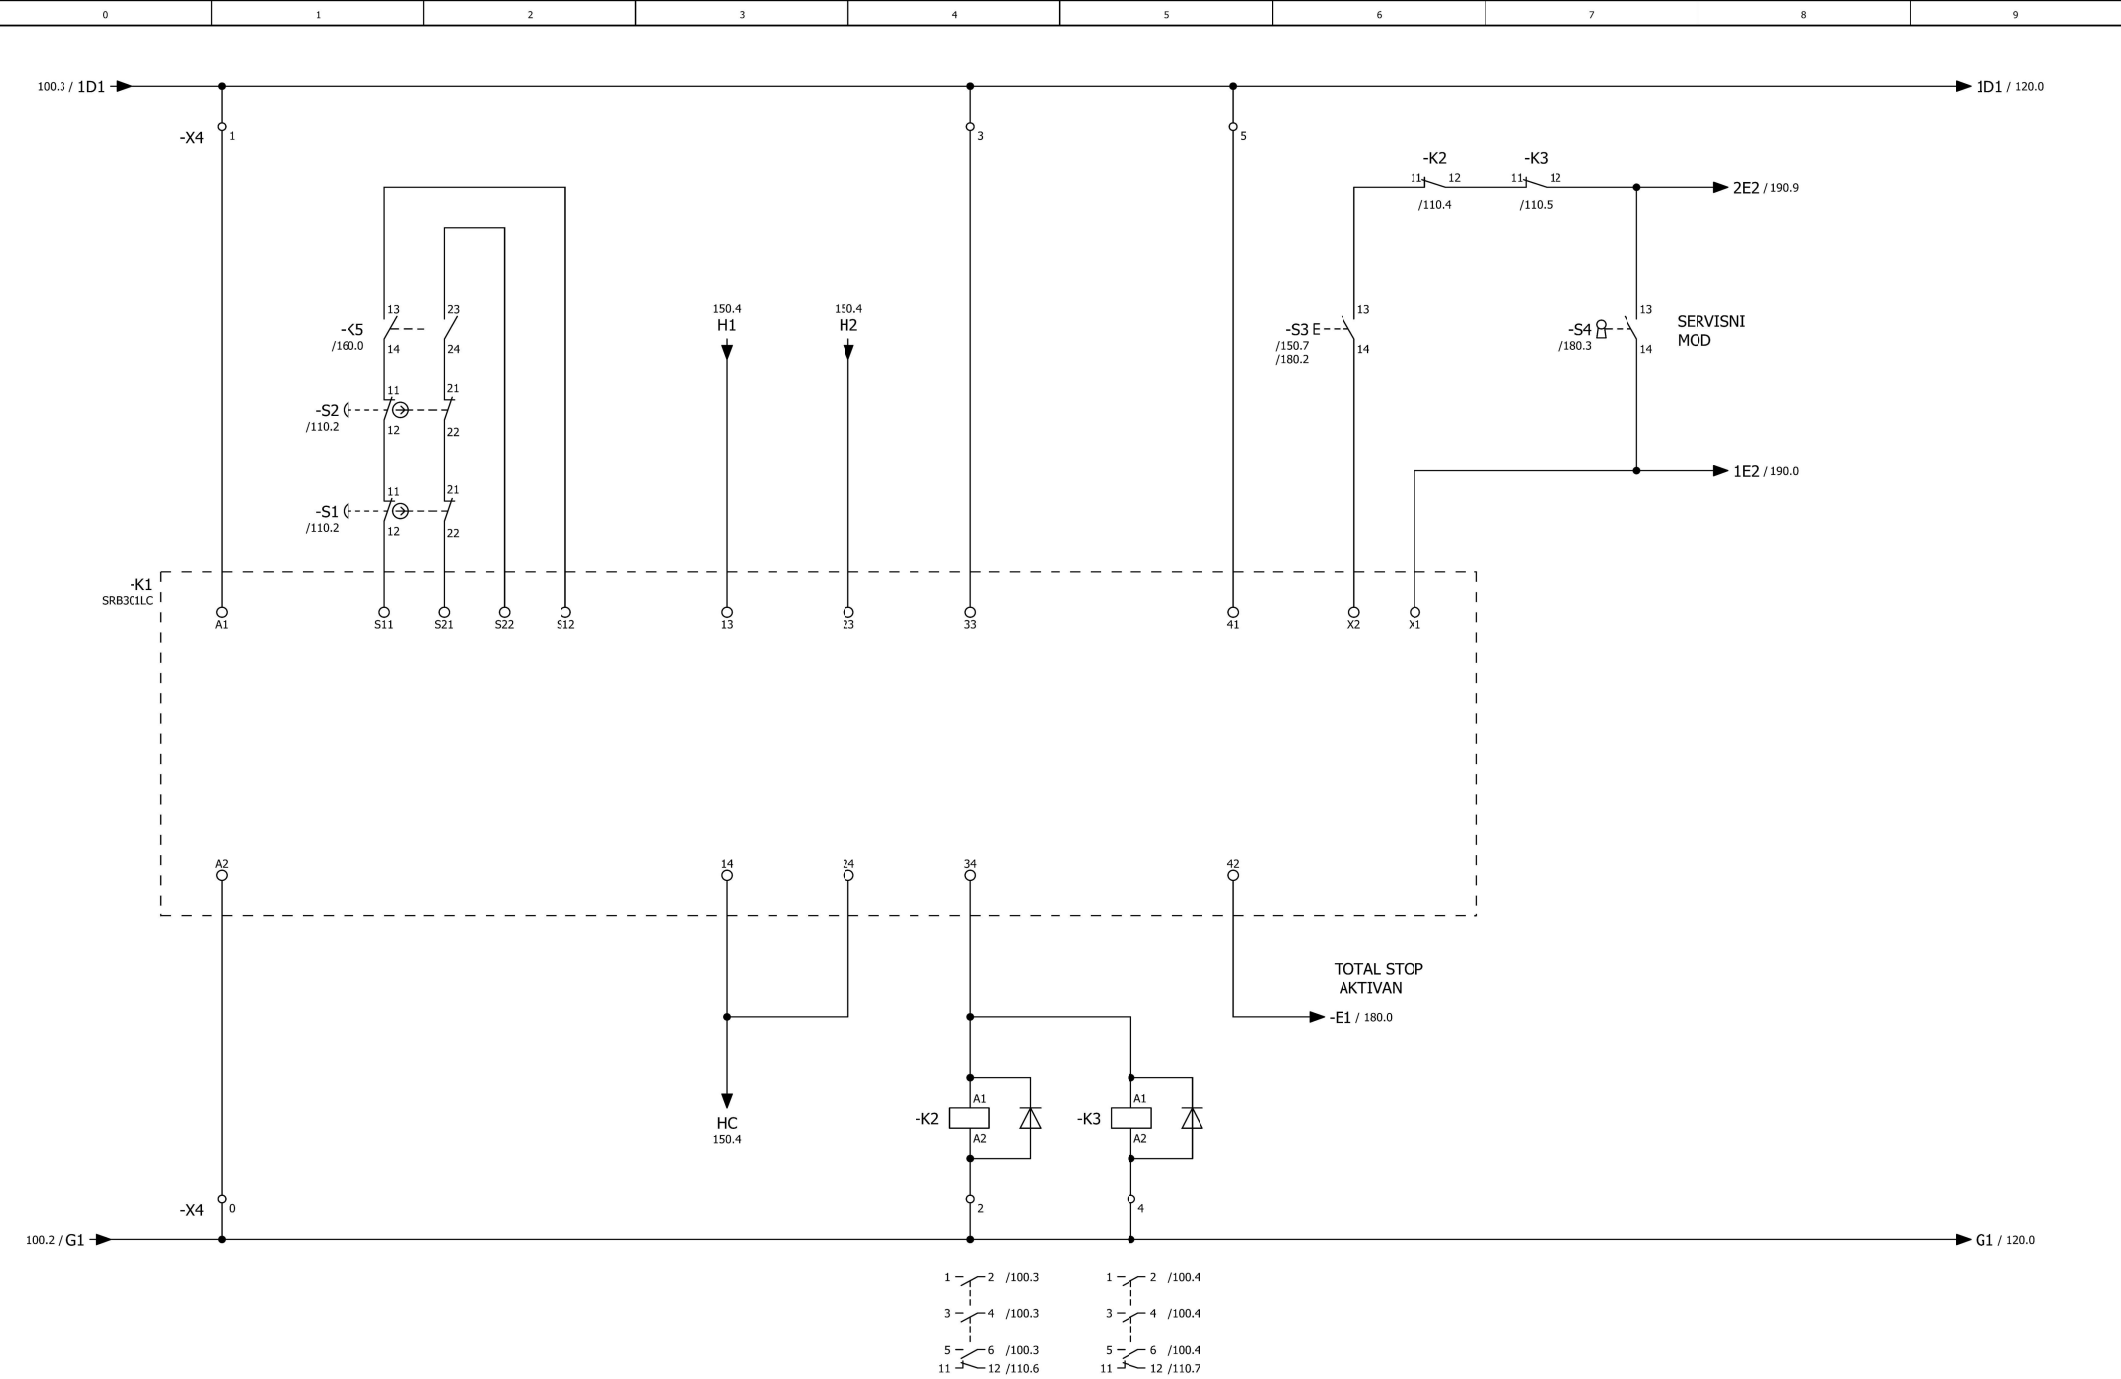 0 1 2 3 4 5 6 7 8 9
100.3 / 1D1
1D1 / 120.0
-X4 1
3
5
-K2
-K3
11 12
11 12
2E2 / 190.9
/110.4
/110.5
13
23
150.4
150.4
13
13
-K5
H1
H2
-S3
-S4
SERVISNI
/160.0
14
24
/150.7
14
/180.3
14
MOD
/180.2
11
21
-S2
/110.2
12
22
1E2 / 190.0
11
21
-S1
/110.2
12
22
-K1
SRB301LC
A1
S11
S21
S22
S12
13
23
33
41
X2
X1
A2
14
24
34
42
TOTAL STOP
AKTIVAN
-E1 / 180.0
A1
A1
-K2
-K3
HC
A2
A2
150.4
-X4 0
2
4
100.2 / G1
G1 / 120.0
1 2 /100.3
1 2 /100.4
3 4 /100.3
3 4 /100.4
5 6 /100.3
5 6 /100.4
11 12 /110.6
11 12 /110.7